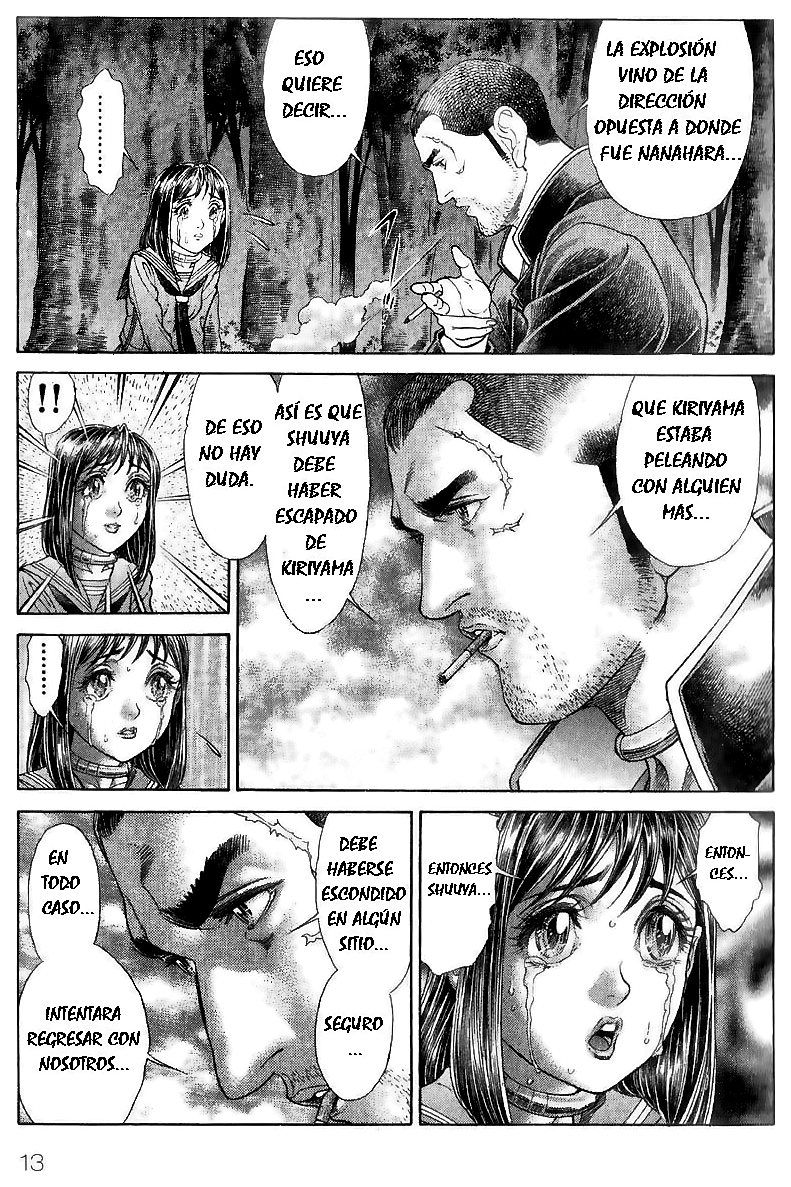 LA EXPLOSIÓN
VINO DE LA
DIRECCIÓN
OPUESTA A DONDE
FUE NANAHARA...
ESO
QUIERE
DECIR...
.........
QUE KIRIYAMA
ESTABA
PELEANDO
CON ALGUIEN
MAS...
ASÍ ES QUE
SHUUYA
DEBE
HABER
ESCAPADO
DE
KIRIYAMA
...
DE ESO
NO HAY
DUDA.
!!
......
ENTON-
CES...
ENTONCES
SHUUYA...
DEBE
HABERSE
ESCONDIDO
EN ALGÚN
SITIO...
SEGURO
...
EN
TODO
CASO...
INTENTARA
REGRESAR CON
NOSOTROS...
13